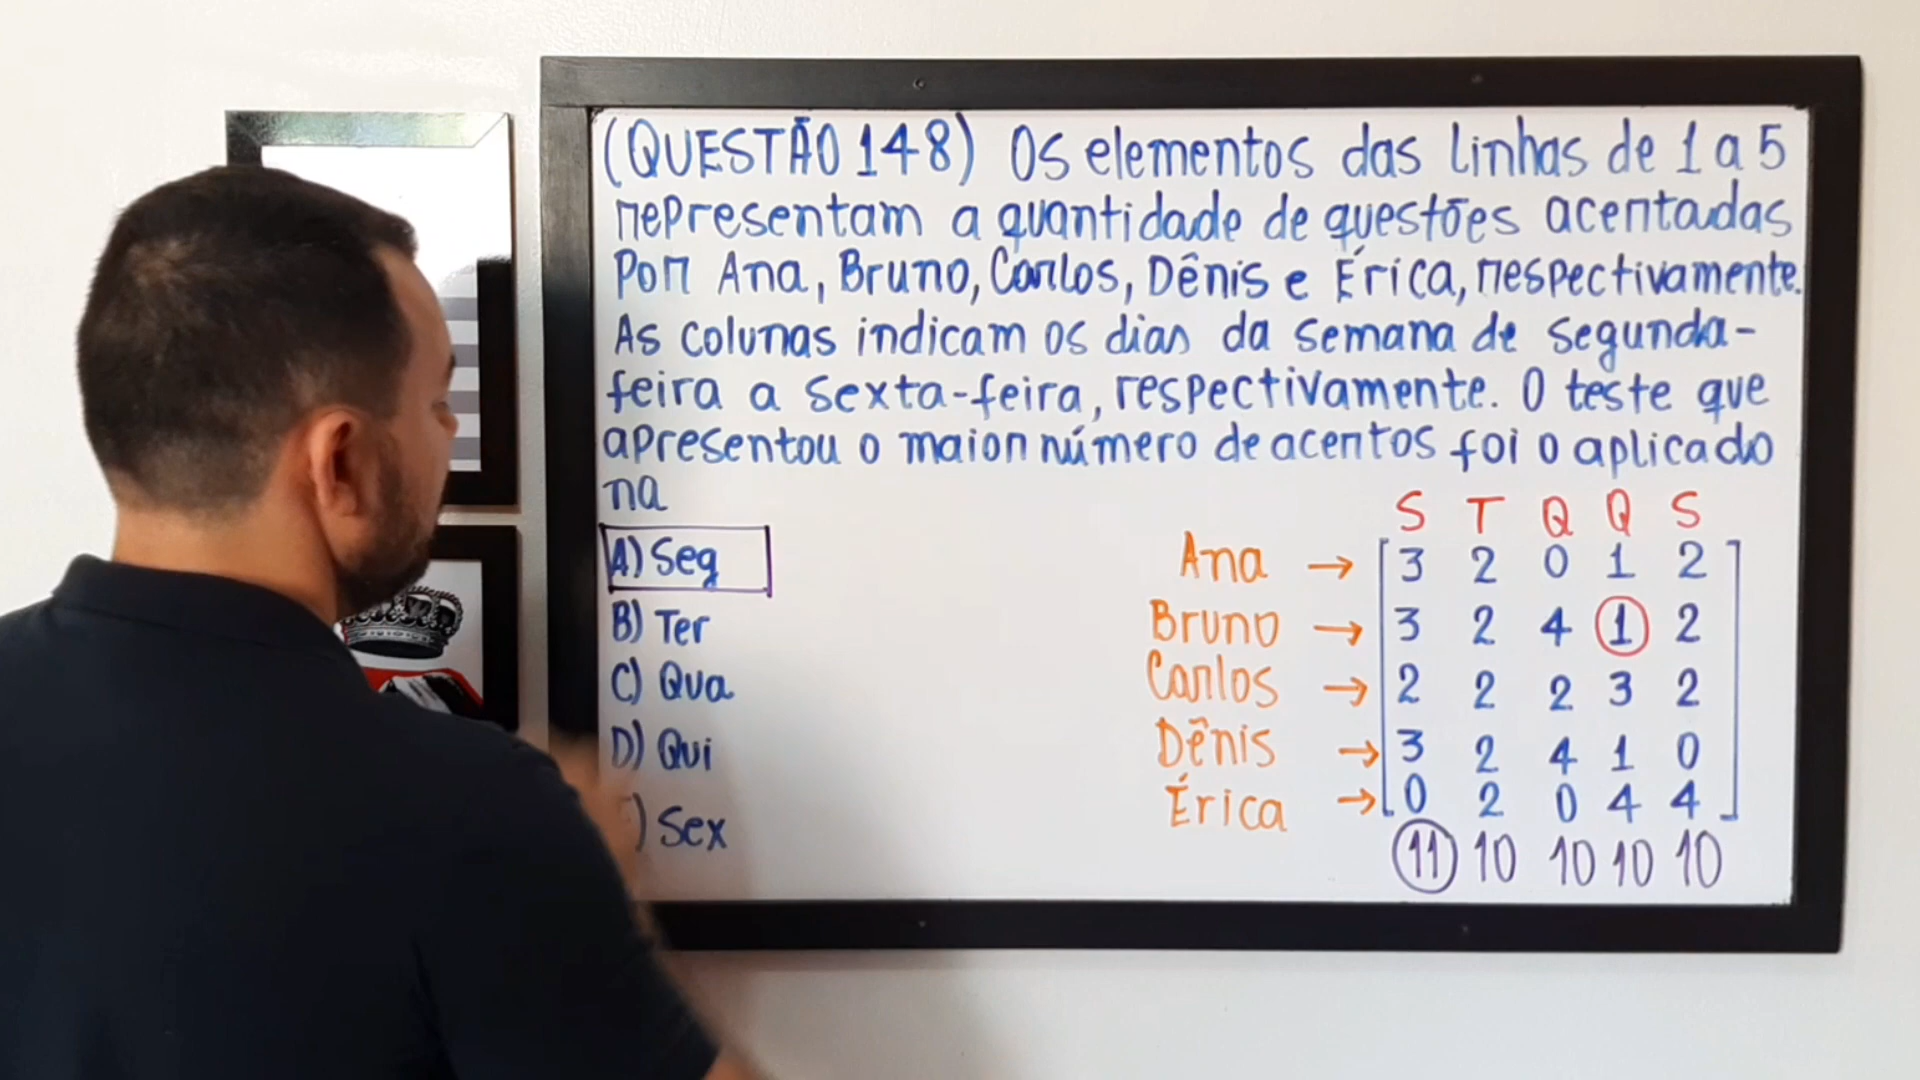 (QUESTÃO 148) Os elementos das linhas de 1 a 5
representam a quantidade de questões acertadas
por Ana, Bruno, Carlos, Dênis e Érica, respectivamente.
As colunas indicam os dias da semana de segunda-
feira a sexta-feira, respectivamente. O teste que
apresentou o maior número de acertos foi o aplicado
na
A) Seg
B) Ter
C) Qua
D) Qui
) Sex
S T Q Q S
Ana → 3 2 0 1 2
Bruno → 3 2 4 1 2
Carlos → 2 2 2 3 2
Dênis → 3 2 4 1 0
Érica → 0 2 0 4 4
11 10 10 10 10